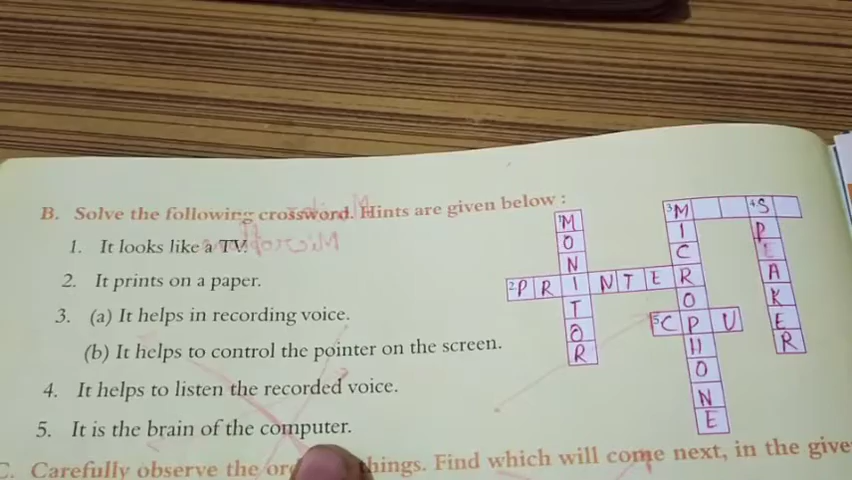 B. Solve the following crossword. Hints are given below :
1. It looks like a TV.
2. It prints on a paper.
3. (a) It helps in recording voice.
(b) It helps to control the pointer on the screen.
4. It helps to listen the recorded voice.
5. It is the brain of the computer.
C. Carefully observe the things. Find which will come next, in the
1MONITOR
2PRINTER
3MICROPHONE
4SPEAKER
5CPU